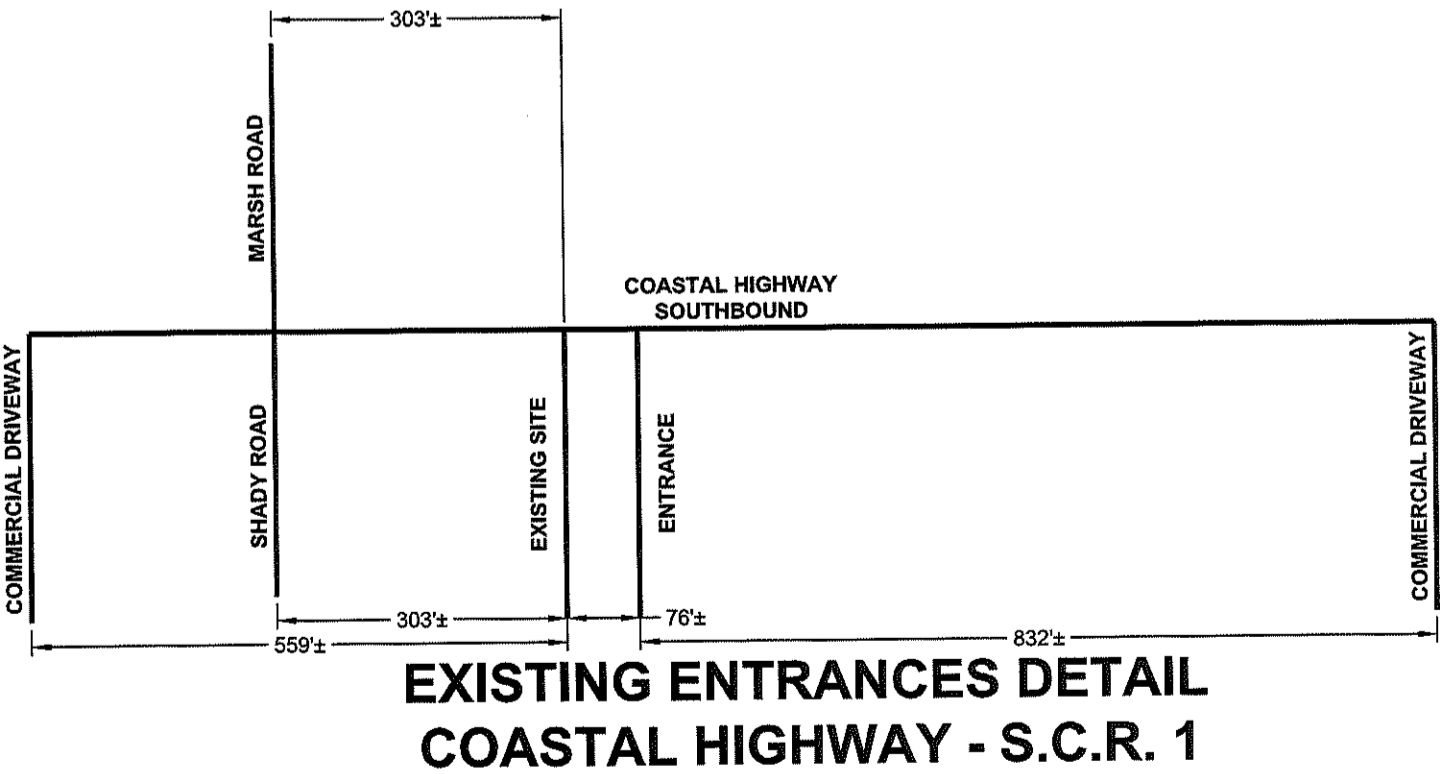 303'±
MARSH ROAD
COASTAL HIGHWAY
SOUTHBOUND
COMMERCIAL DRIVEWAY
SHADY ROAD
EXISTING SITE
ENTRANCE
COMMERCIAL DRIVEWAY
303'±
76'±
559'±
832'±
EXISTING ENTRANCES DETAIL
COASTAL HIGHWAY - S.C.R. 1